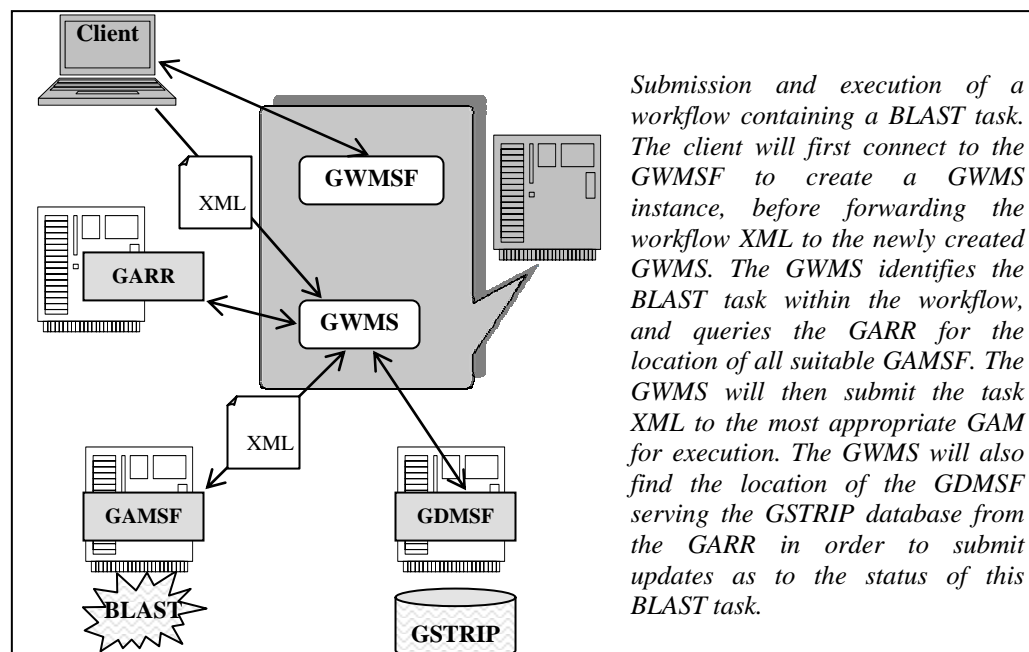 Client
GWMSF
XML
GARR
GWMS
XML
GAMSF
GDMSF
BLAST
GSTRIP
Submission and execution of a
workflow containing a BLAST task.
The client will first connect to the
GWMSF to create a GWMS
instance, before forwarding the
workflow XML to the newly created
GWMS. The GWMS identifies the
BLAST task within the workflow,
and queries the GARR for the
location of all suitable GAMSF. The
GWMS will then submit the task
XML to the most appropriate GAM
for execution. The GWMS will also
find the location of the GDMSF
serving the GSTRIP database from
the GARR in order to submit
updates as to the status of this
BLAST task.